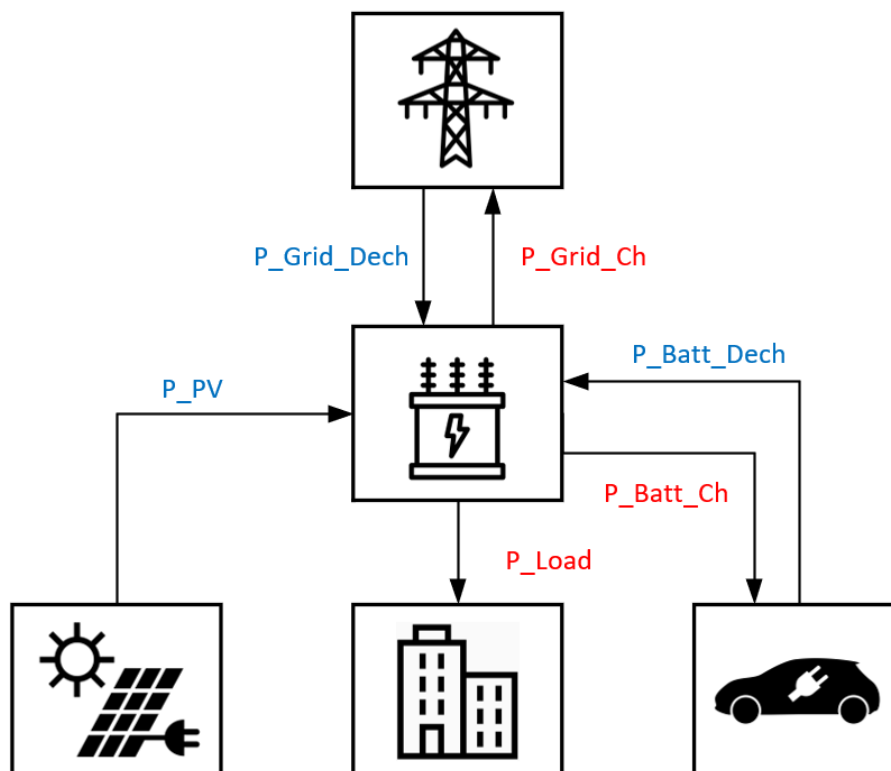 P_Grid_Dech
P_Grid_Ch
P_Batt_Dech
P_PV
P_Batt_Ch
P_Load